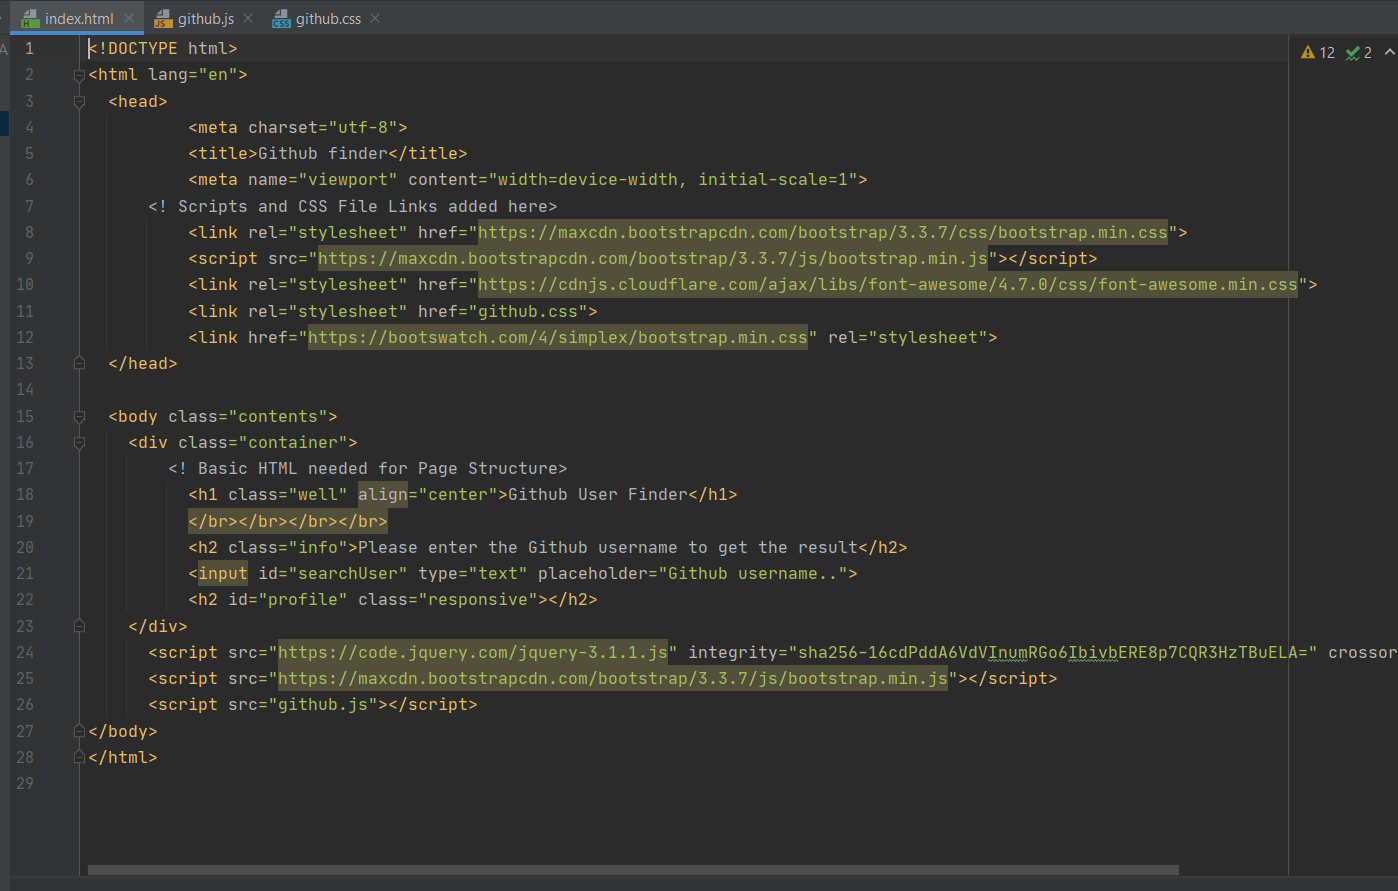 index.html github.js github.css
12 2
1 <!DOCTYPE html>
2 <html lang="en">
3 <head>
4 <meta charset="utf-8">
5 <title>Github finder</title>
6 <meta name="viewport" content="width=device-width, initial-scale=1">
7 <! Scripts and CSS File Links added here>
8 <link rel="stylesheet" href="https://maxcdn.bootstrapcdn.com/bootstrap/3.3.7/css/bootstrap.min.css">
9 <script src="https://maxcdn.bootstrapcdn.com/bootstrap/3.3.7/js/bootstrap.min.js"></script>
10 <link rel="stylesheet" href="https://cdnjs.cloudflare.com/ajax/libs/font-awesome/4.7.0/css/font-awesome.min.css">
11 <link rel="stylesheet" href="github.css">
12 <link href="https://bootswatch.com/4/simplex/bootstrap.min.css" rel="stylesheet">
13 </head>
14
15 <body class="contents">
16 <div class="container">
17 <! Basic HTML needed for Page Structure>
18 <h1 class="well" align="center">Github User Finder</h1>
19 </br></br></br></br>
20 <h2 class="info">Please enter the Github username to get the result</h2>
21 <input id="searchUser" type="text" placeholder="Github username..">
22 <h2 id="profile" class="responsive"></h2>
23 </div>
24 <script src="https://code.jquery.com/jquery-3.1.1.js" integrity="sha256-16cdPddA6VdVInumRGo6IbivbERE8p7CQR3HzTBuELA=" crossor
25 <script src="https://maxcdn.bootstrapcdn.com/bootstrap/3.3.7/js/bootstrap.min.js"></script>
26 <script src="github.js"></script>
27 </body>
28 </html>
29